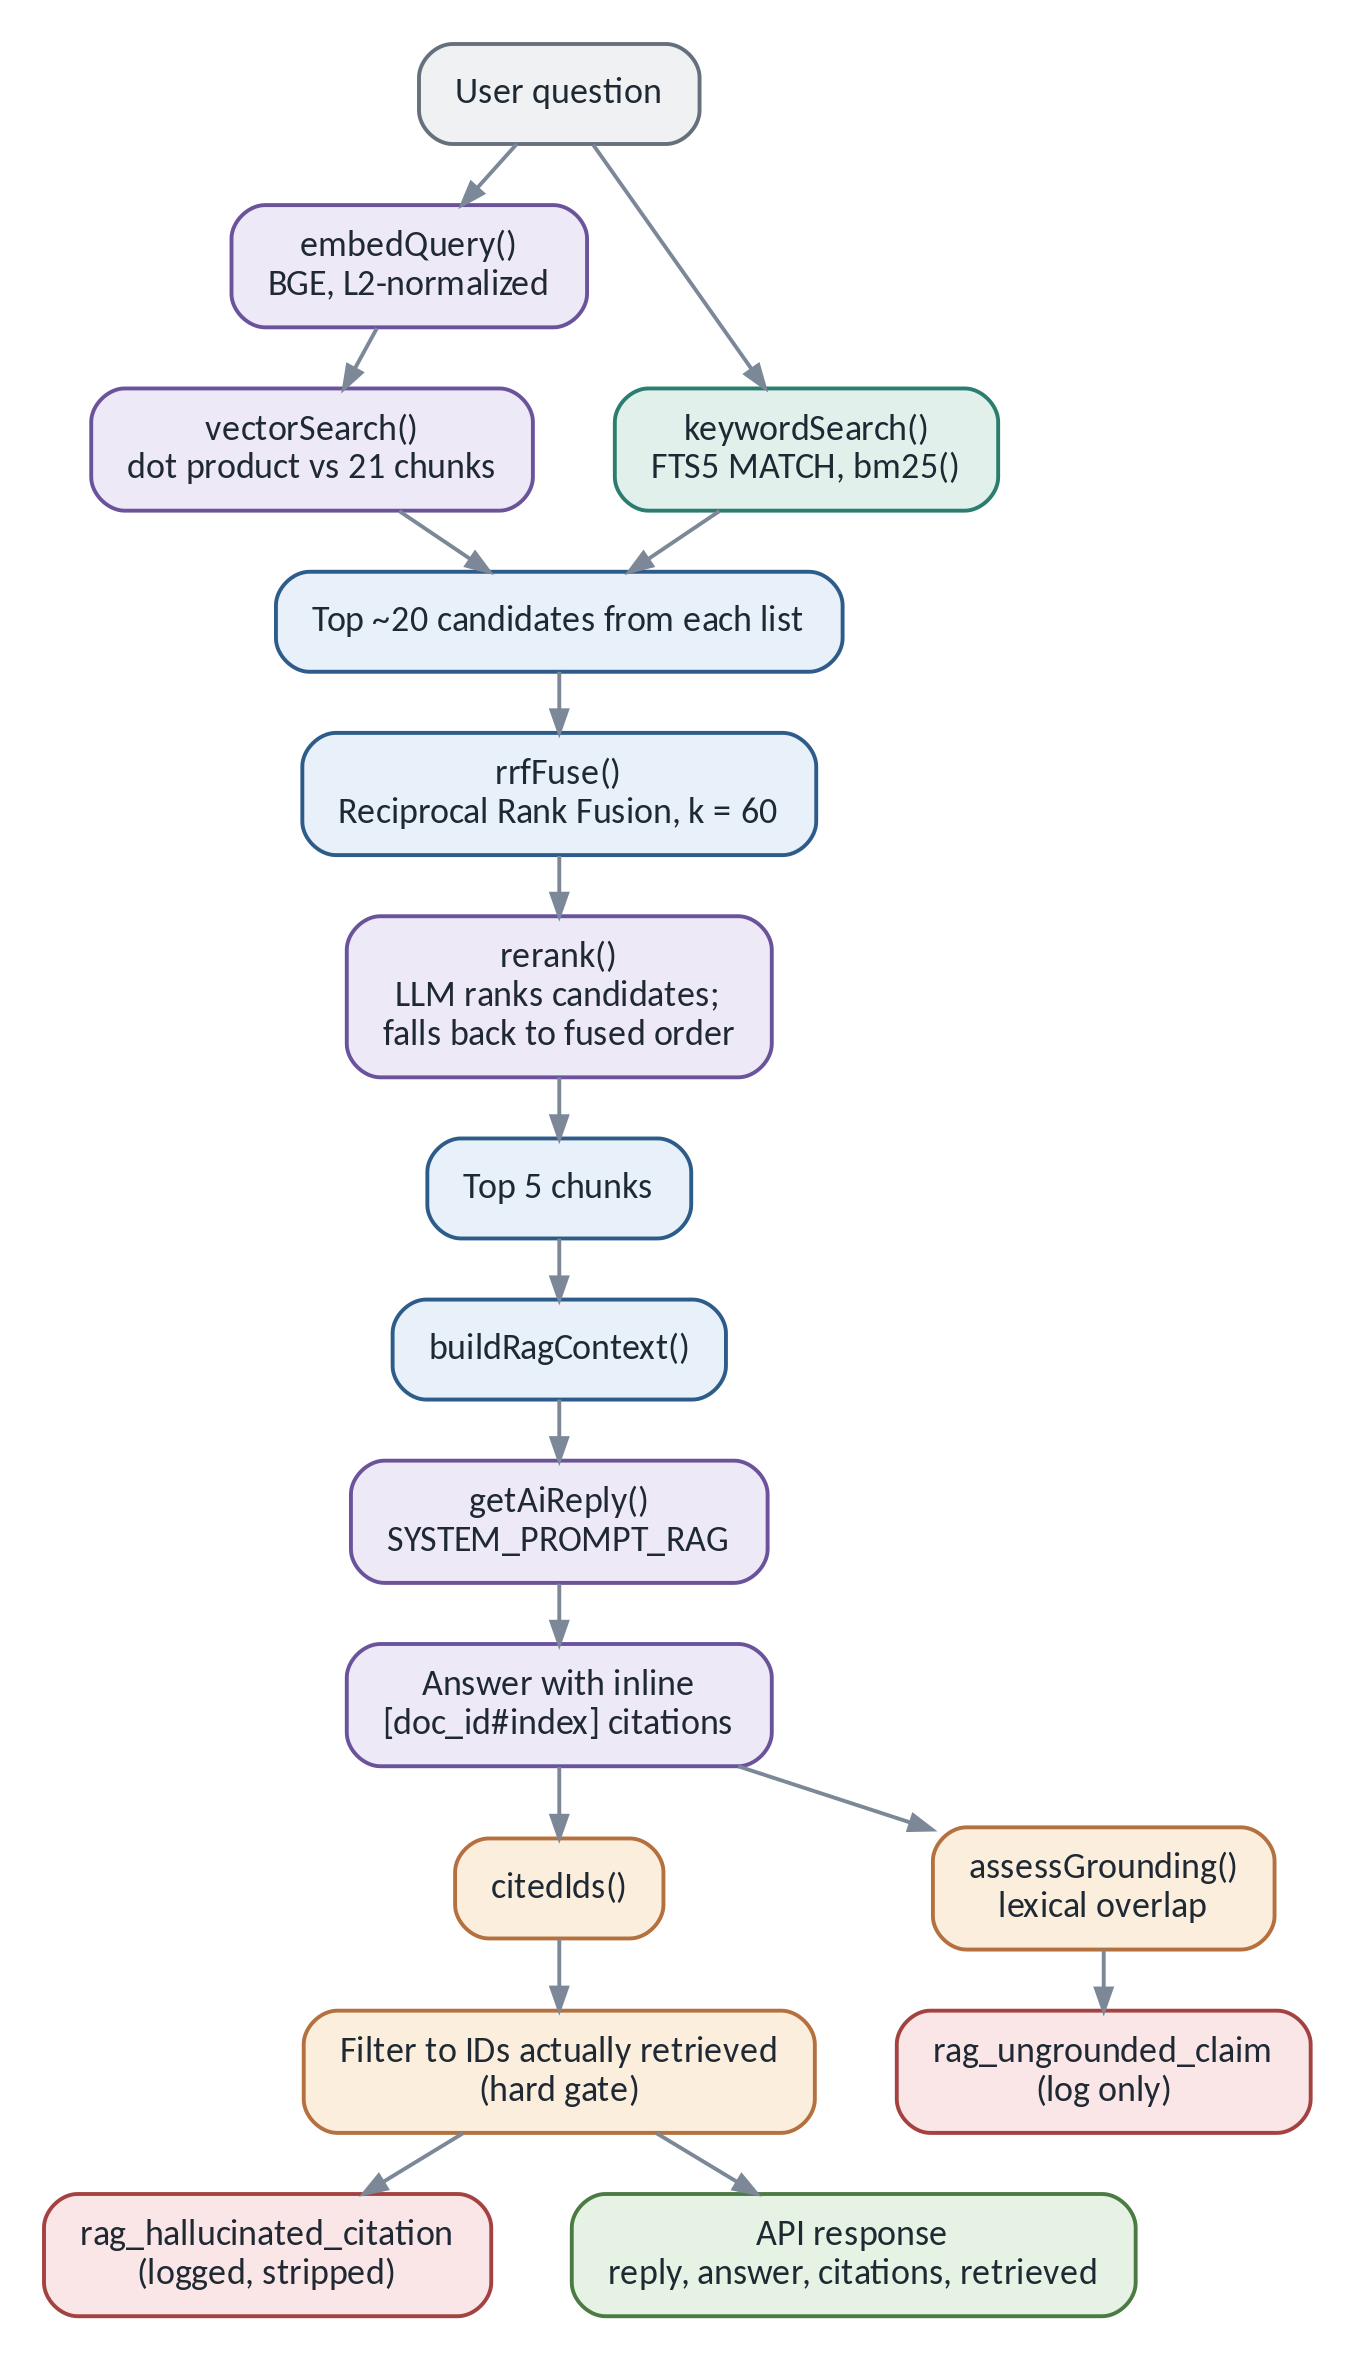 User question
embedQuery()
BGE, L2-normalized
vectorSearch()
dot product vs 21 chunks
keywordSearch()
FTS5 MATCH, bm25()
Top ~20 candidates from each list
rrfFuse()
Reciprocal Rank Fusion, k = 60
rerank()
LLM ranks candidates;
falls back to fused order
Top 5 chunks
buildRagContext()
getAiReply()
SYSTEM_PROMPT_RAG
Answer with inline
[doc_id#index] citations
citedIds()
assessGrounding()
lexical overlap
Filter to IDs actually retrieved
(hard gate)
rag_ungrounded_claim
(log only)
rag_hallucinated_citation
(logged, stripped)
API response
reply, answer, citations, retrieved